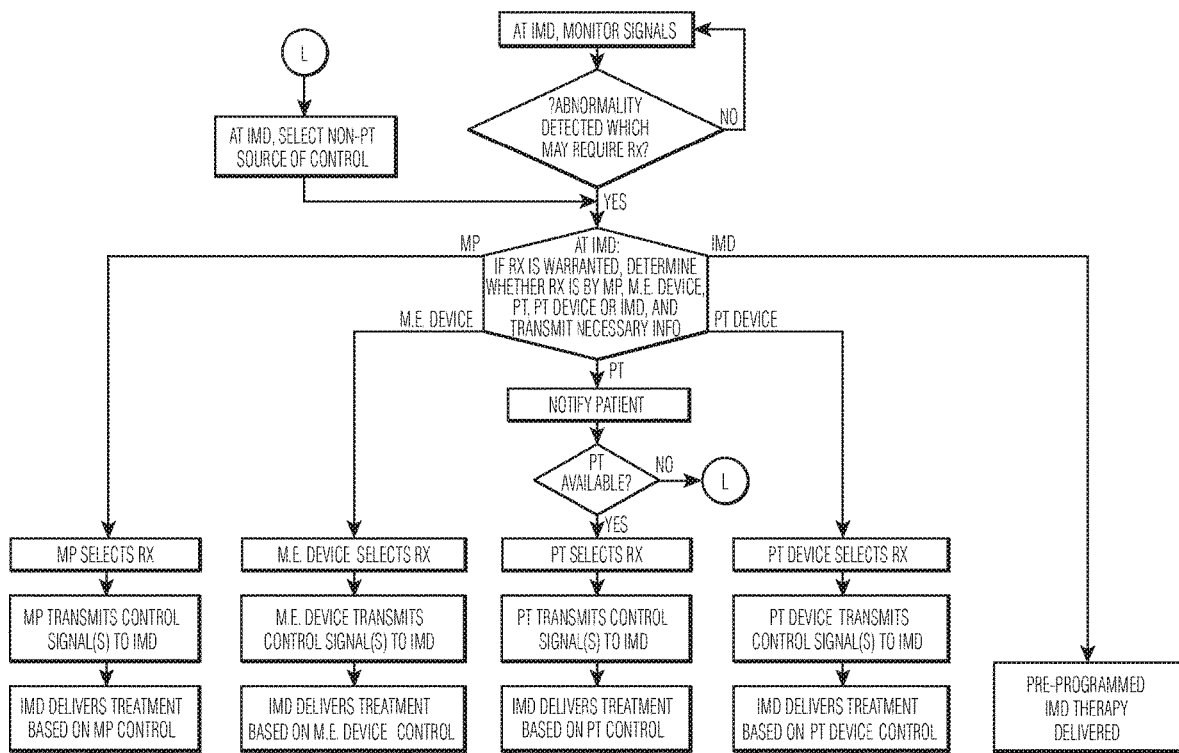 L
AT IMD, SELECT NON-PT
SOURCE OF CONTROL
AT IMD, MONITOR SIGNALS
?ABNORMALITY
DETECTED WHICH
MAY REQUIRE Rx?
NO
YES
MP
AT IMD:
IF RX IS WARRANTED, DETERMINE
WHETHER RX IS BY MP, M.E. DEVICE,
PT, PT DEVICE OR IMD, AND
TRANSMIT NECESSARY INFO
IMD
M.E. DEVICE
PT DEVICE
PT
NOTIFY PATIENT
PT
AVAILABLE?
NO
L
YES
MP SELECTS RX
MP TRANSMITS CONTROL
SIGNAL(S) TO IMD
IMD DELIVERS TREATMENT
BASED ON MP CONTROL
M.E. DEVICE SELECTS RX
M.E. DEVICE TRANSMITS
CONTROL SIGNAL(S) TO IMD
IMD DELIVERS TREATMENT
BASED ON M.E. DEVICE CONTROL
PT SELECTS RX
PT TRANSMITS CONTROL
SIGNAL(S) TO IMD
IMD DELIVERS TREATMENT
BASED ON PT CONTROL
PT DEVICE SELECTS RX
PT DEVICE TRANSMITS
CONTROL SIGNAL(S) TO IMD
IMD DELIVERS TREATMENT
BASED ON PT DEVICE CONTROL
PRE-PROGRAMMED
IMD THERAPY
DELIVERED